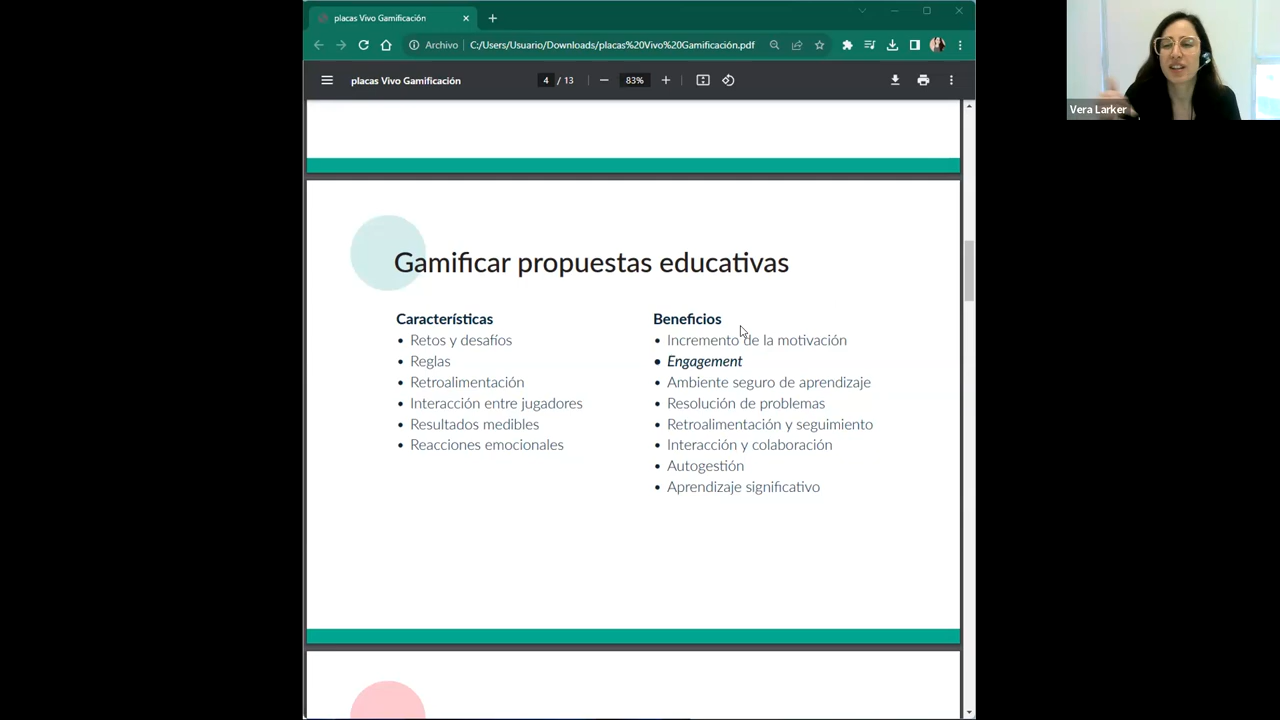 placas Vivo Gamificación
Archivo
C:/Users/Usuario/Downloads/placas%20Vivo%20Gamificación.pdf
placas Vivo Gamificación
4 / 13
83%
Gamificar propuestas educativas
Características
• Retos y desafíos
• Reglas
• Retroalimentación
• Interacción entre jugadores
• Resultados medibles
• Reacciones emocionales
Beneficios
• Incremento de la motivación
• Engagement
• Ambiente seguro de aprendizaje
• Resolución de problemas
• Retroalimentación y seguimiento
• Interacción y colaboración
• Autogestión
• Aprendizaje significativo
Vera Larker